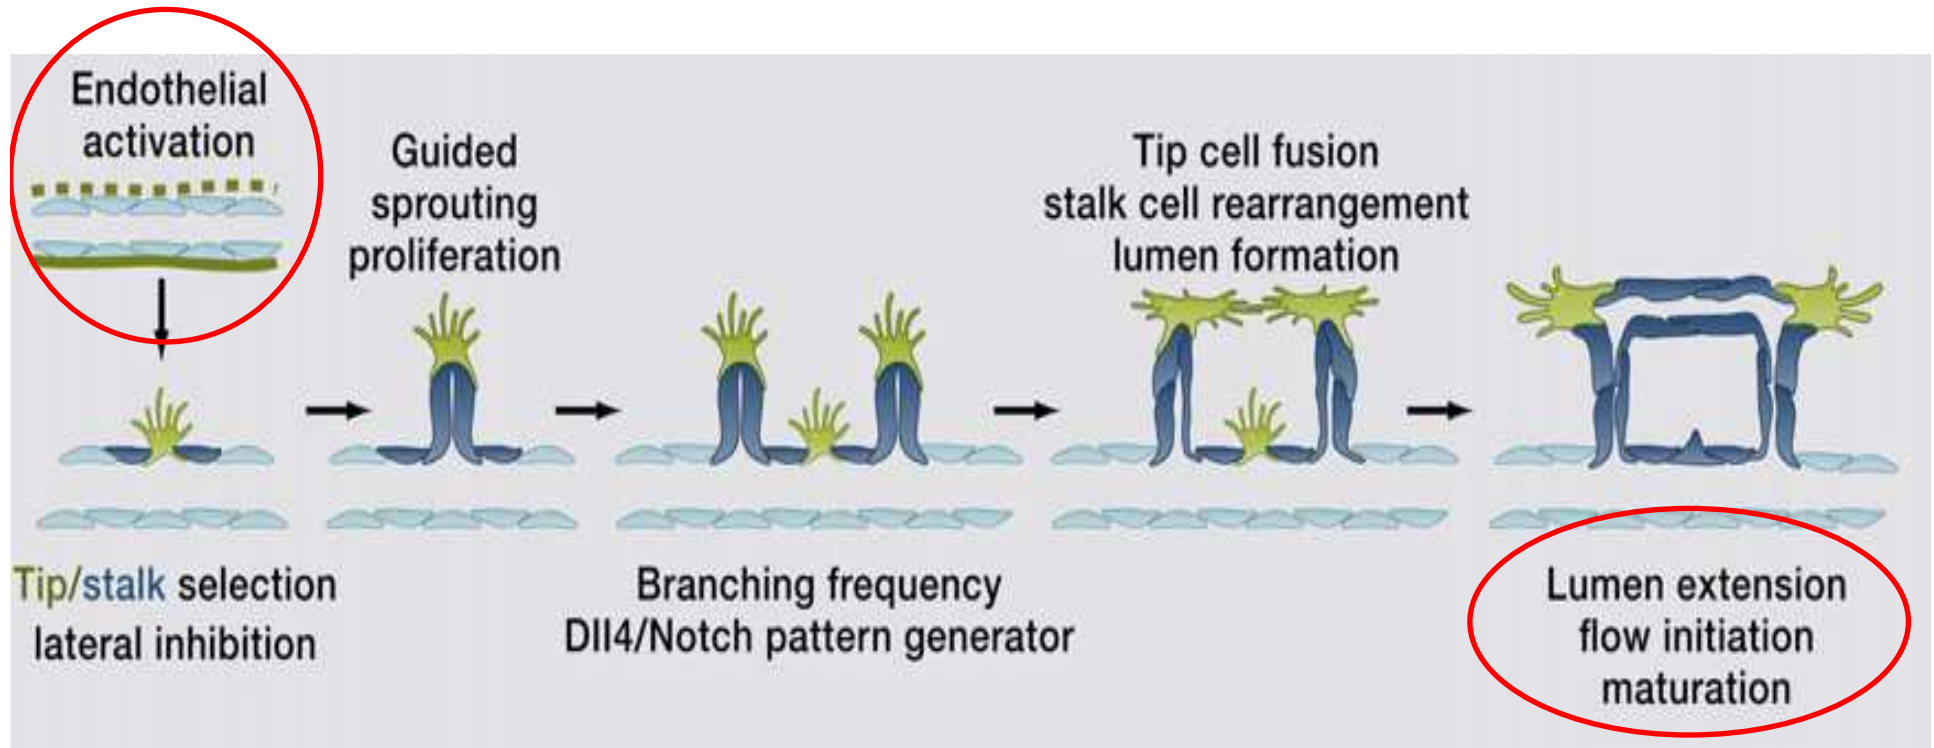 Endothelial
activation
Guided
sprouting
proliferation
Tip cell fusion
stalk cell rearrangement
lumen formation
Tip/stalk selection
lateral inhibition
Branching frequency
Dll4/Notch pattern generator
Lumen extension
flow initiation
maturation